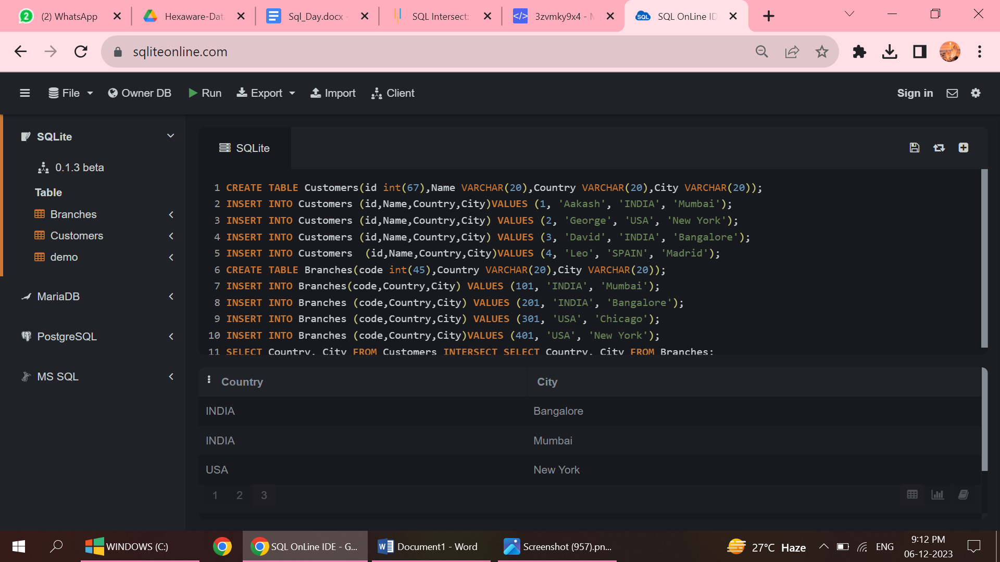 (2) WhatsApp
Hexaware-Dat
Sql_Day.docx -
SQL Intersect:
3zvmky9x4 -
SQL OnLine ID
sqliteonline.com
File
Owner DB
Run
Export
Import
Client
Sign in
SQLite
0.1.3 beta
Table
Branches
Customers
demo
MariaDB
PostgreSQL
MS SQL
SQLite
1 CREATE TABLE Customers(id int(67),Name VARCHAR(20),Country VARCHAR(20),City VARCHAR(20));
2 INSERT INTO Customers (id,Name,Country,City)VALUES (1, 'Aakash', 'INDIA', 'Mumbai');
3 INSERT INTO Customers (id,Name,Country,City) VALUES (2, 'George', 'USA', 'New York');
4 INSERT INTO Customers (id,Name,Country,City) VALUES (3, 'David', 'INDIA', 'Bangalore');
5 INSERT INTO Customers  (id,Name,Country,City)VALUES (4, 'Leo', 'SPAIN', 'Madrid');
6 CREATE TABLE Branches(code int(45),Country VARCHAR(20),City VARCHAR(20));
7 INSERT INTO Branches(code,Country,City) VALUES (101, 'INDIA', 'Mumbai');
8 INSERT INTO Branches (code,Country,City) VALUES (201, 'INDIA', 'Bangalore');
9 INSERT INTO Branches (code,Country,City) VALUES (301, 'USA', 'Chicago');
10 INSERT INTO Branches (code,Country,City)VALUES (401, 'USA', 'New York');
11 SELECT Country, City FROM Customers INTERSECT SELECT Country, City FROM Branches;
Country City
INDIA Bangalore
INDIA Mumbai
USA New York
1 2 3
WINDOWS (C:)
SQL OnLine IDE - G...
Document1 - Word
Screenshot (957).pn...
27°C Haze
ENG
9:12 PM
06-12-2023